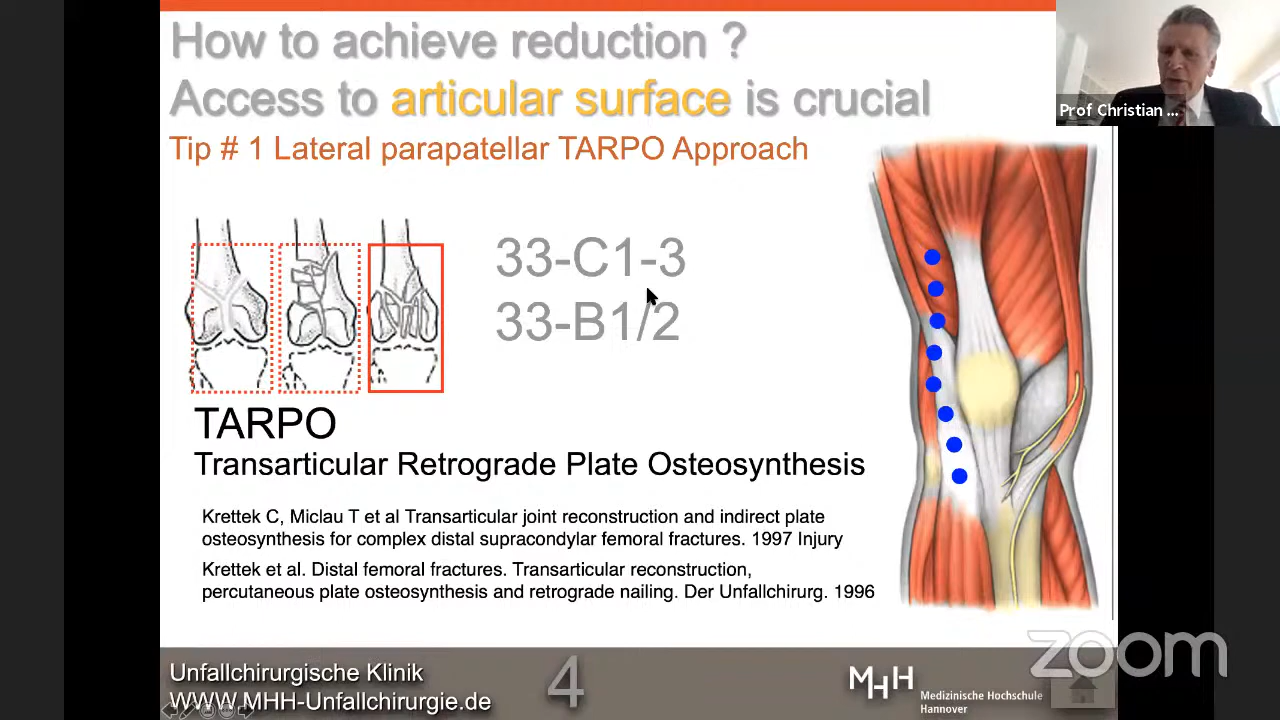 How to achieve reduction ?
Access to articular surface is crucial
Prof Christian ...
Tip # 1 Lateral parapatellar TARPO Approach
33-C1-3
33-B1/2
TARPO
Transarticular Retrograde Plate Osteosynthesis
Krettek C, Miclau T et al Transarticular joint reconstruction and indirect plate
osteosynthesis for complex distal supracondylar femoral fractures. 1997 Injury
Krettek et al. Distal femoral fractures. Transarticular reconstruction,
percutaneous plate osteosynthesis and retrograde nailing. Der Unfallchirurg. 1996
zoom
Unfallchirurgische Klinik
WWW.MHH-Unfallchirurgie.de
4
MHH
Medizinische Hochschule
Hannover